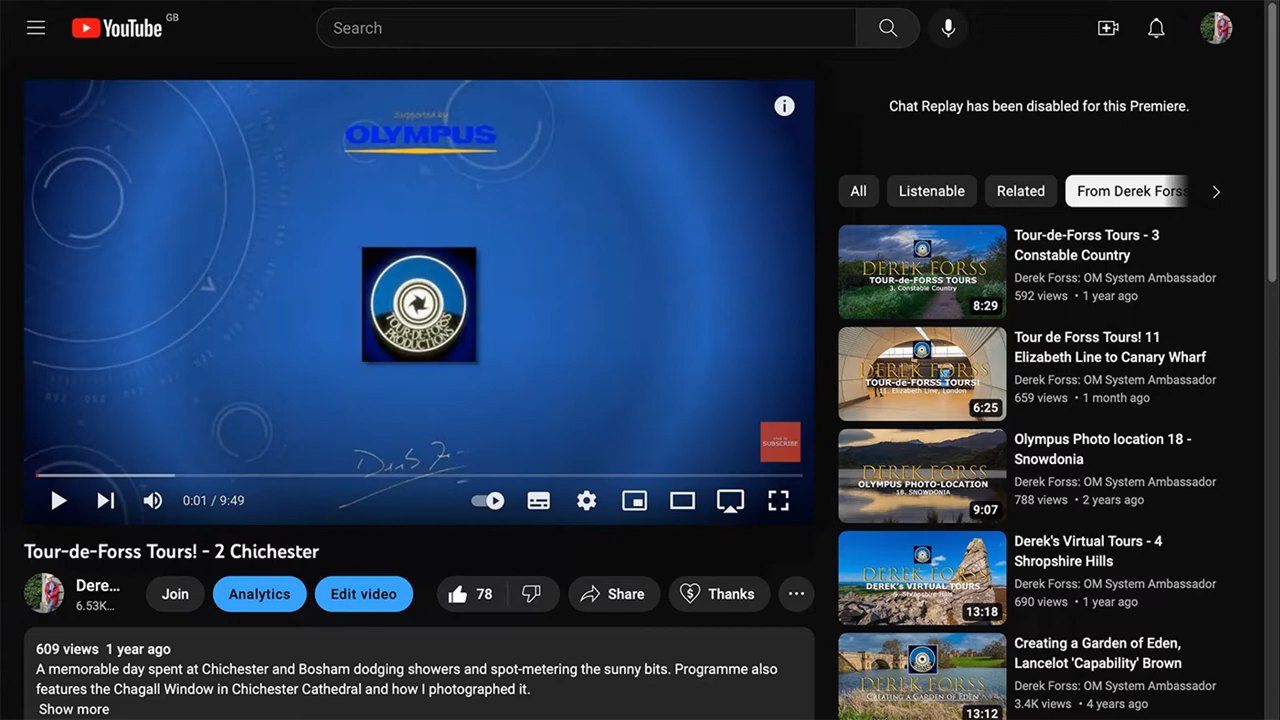 YouTube GB
Search
Supported by
OLYMPUS
TOUR-DE-FORSS
PRODUCTIONS
SUBSCRIBE
0:01 / 9:49
Tour-de-Forss Tours! - 2 Chichester
Dere...
6.53K...
Join
Analytics
Edit video
78
Share
Thanks
609 views 1 year ago
A memorable day spent at Chichester and Bosham dodging showers and spot-metering the sunny bits. Programme also
features the Chagall Window in Chichester Cathedral and how I photographed it.
Show more
Chat Replay has been disabled for this Premiere.
All
Listenable
Related
From Derek Forss
DEREK FORSS
TOUR-de-FORSS TOURS
3. Constable Country
8:29
Tour-de-Forss Tours - 3
Constable Country
Derek Forss: OM System Ambassador
592 views • 1 year ago
DEREK FORSS
TOUR-de-FORSS TOURS!
11. Elizabeth Line, London
6:25
Tour de Forss Tours! 11
Elizabeth Line to Canary Wharf
Derek Forss: OM System Ambassador
659 views • 1 month ago
DEREK FORSS
OLYMPUS PHOTO-LOCATION
18. SNOWDONIA
9:07
Olympus Photo location 18 -
Snowdonia
Derek Forss: OM System Ambassador
788 views • 2 years ago
DEREK FORSS
DEREK's VIRTUAL TOURS
Shropshire Hills
13:18
Derek's Virtual Tours - 4
Shropshire Hills
Derek Forss: OM System Ambassador
690 views • 1 year ago
DEREK FORSS
CREATING A GARDEN OF EDEN
13:12
Creating a Garden of Eden,
Lancelot 'Capability' Brown
Derek Forss: OM System Ambassador
3.4K views • 4 years ago